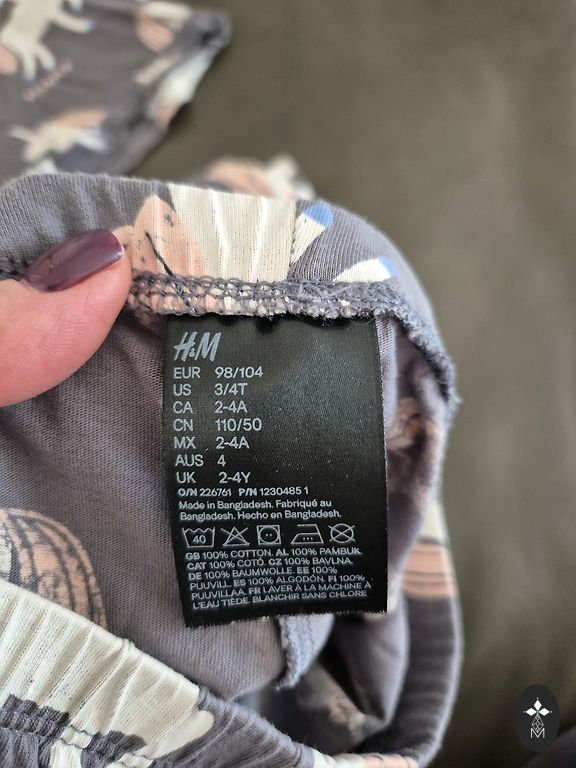 H&M
EUR 98/104
US 3/4T
CA 2-4A
CN 110/50
MX 2-4A
AUS 4
UK 2-4Y
O/N 226761 P/N 1230485 1
Made in Bangladesh. Fabriqué au
Bangladesh. Hecho en Bangladesh.
40
GB 100% COTTON. AL 100% PAMBUK.
CAT 100% COTÓ. CZ 100% BAVLNA.
DE 100% BAUMWOLLE. EE 100%
PUUVILL. ES 100% ALGODÓN. FI 100%
PUUVILLAA. FR LAVER À LA MACHINE À
L'EAU TIÈDE. BLANCHIR SANS CHLORE
M